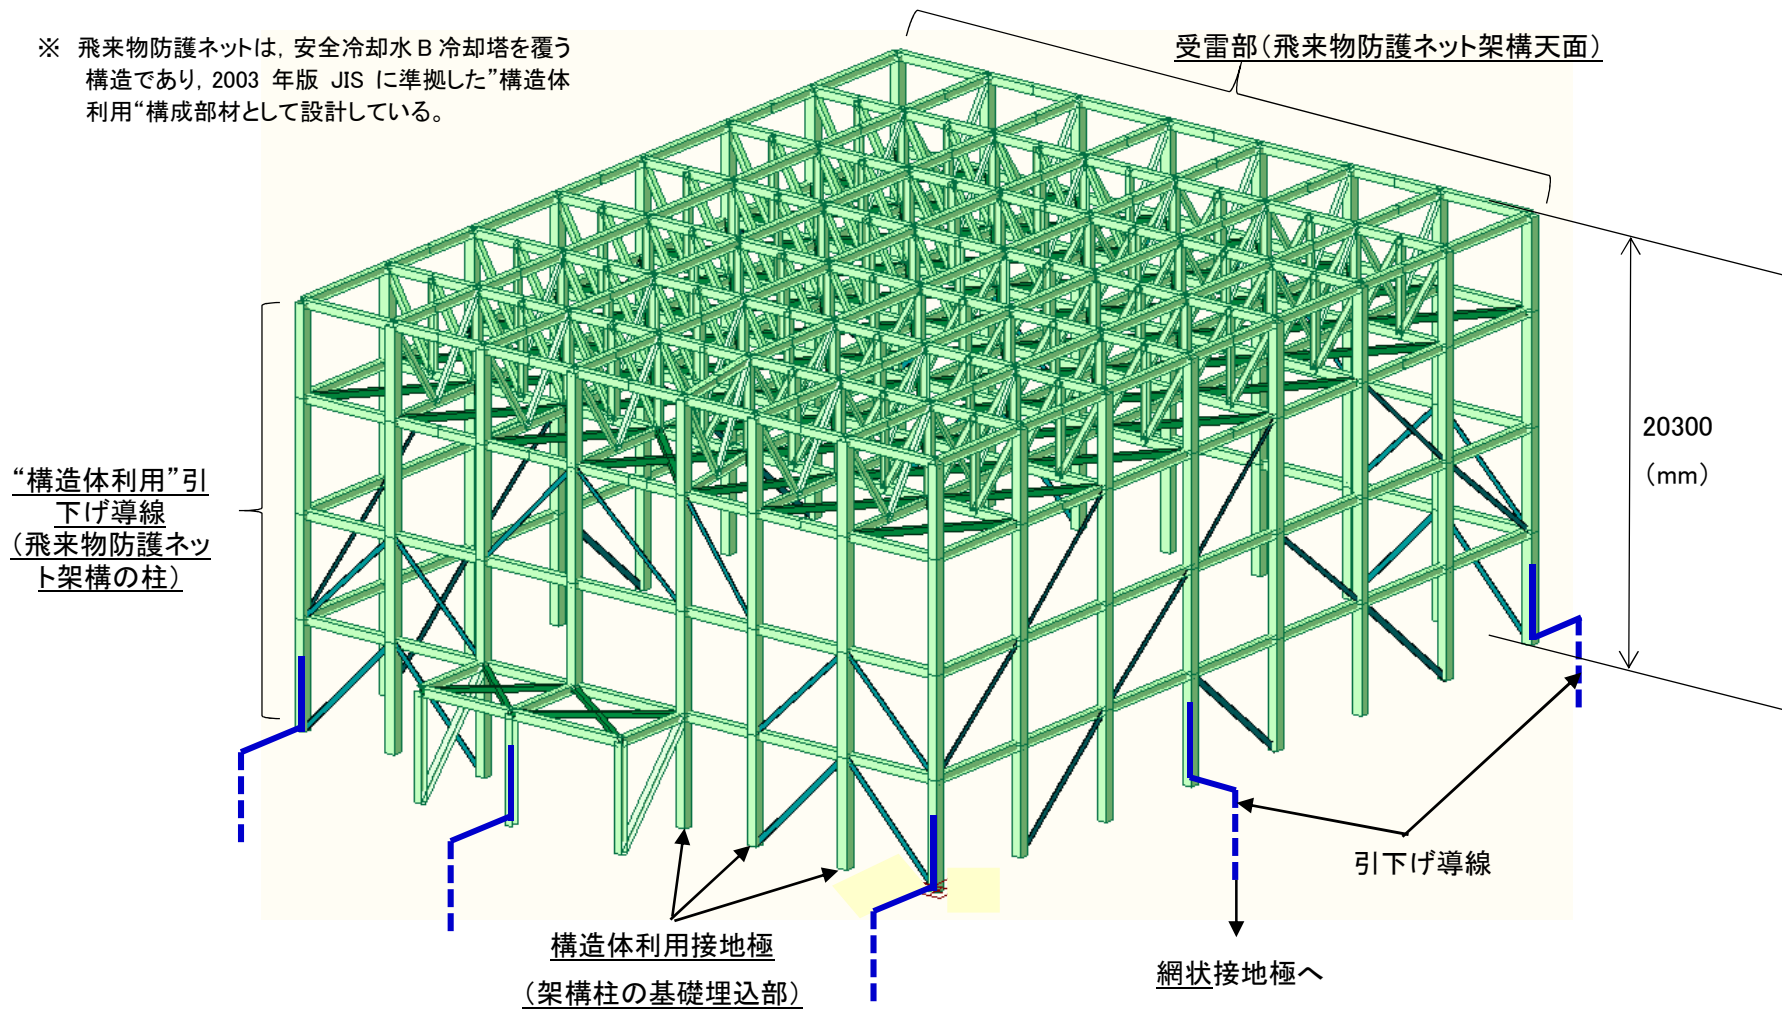 ※ 飛来物防護ネットは, 安全冷却水 B 冷却塔を覆う
構造であり, 2003 年版 JIS に準拠した”構造体
利用“構成部材として設計している。
受雷部（飛来物防護ネット架構天面）
20300
（mm）
“構造体利用”引
下げ導線
（飛来物防護ネッ
ト架構の柱）
引下げ導線
構造体利用接地極
（架構柱の基礎埋込部）
網状接地極へ